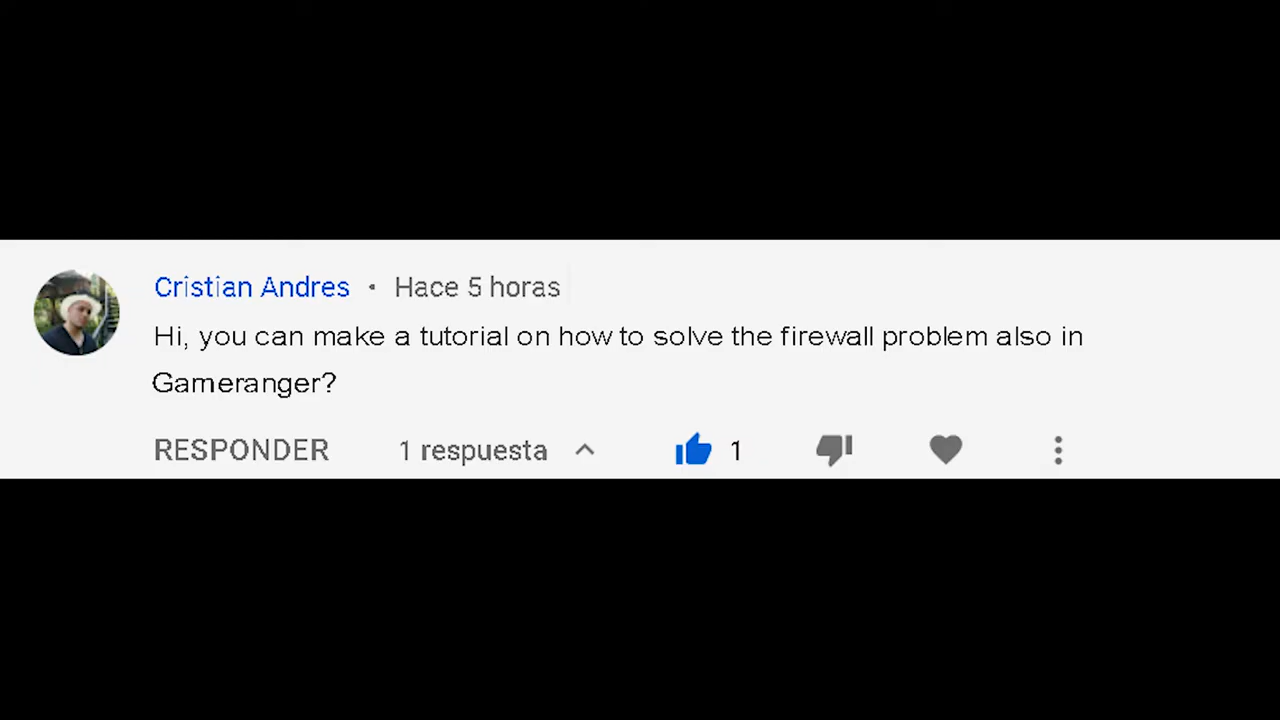 Cristian Andres • Hace 5 horas
Hi, you can make a tutorial on how to solve the firewall problem also in
Gameranger?
RESPONDER 1 respuesta 1